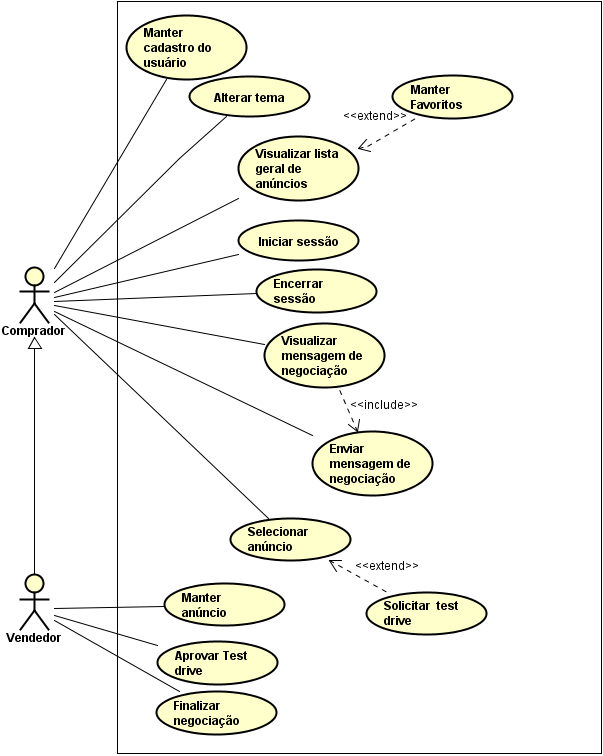 Manter
cadastro do
usuário
Alterar tema
Manter
Favoritos
<<extend>>
Visualizar lista
geral de
anúncios
Iniciar sessão
Encerrar
sessão
Comprador
Visualizar
mensagem de
negociação
<<include>>
Enviar
mensagem de
negociação
Selecionar
anúncio
<<extend>>
Solicitar test
drive
Manter
anúncio
Vendedor
Aprovar Test
drive
Finalizar
negociação